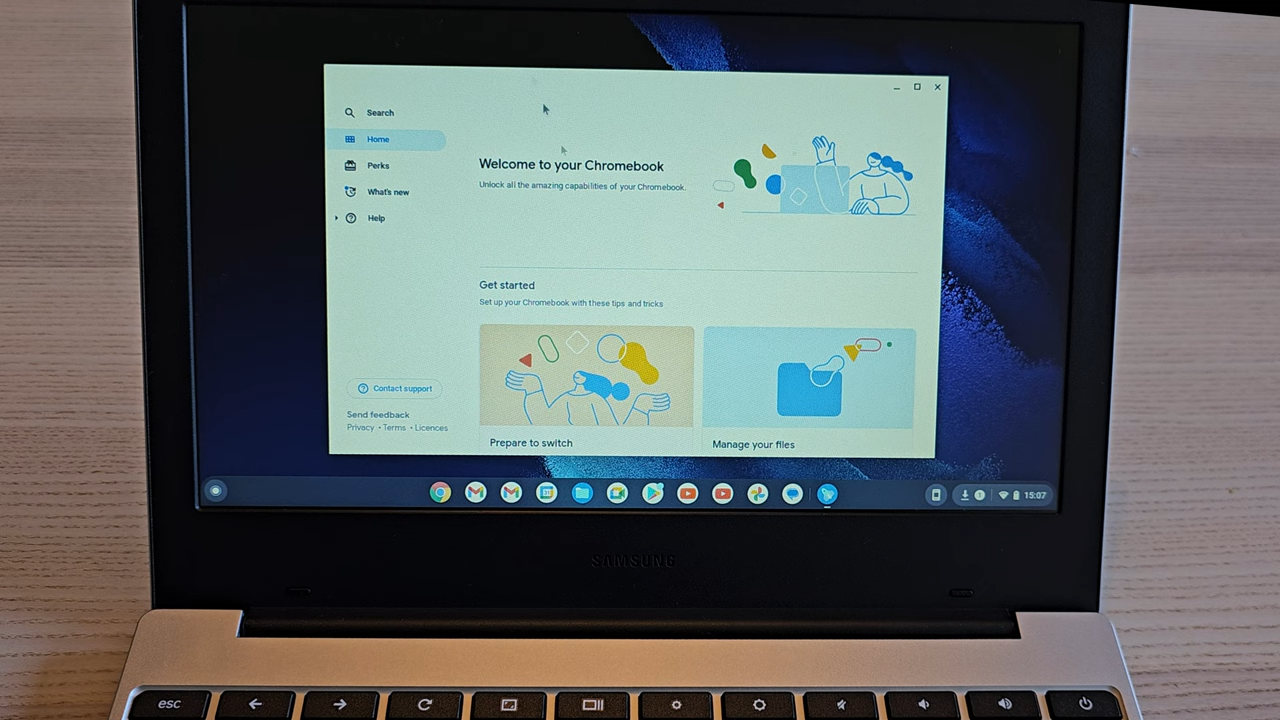 Search
Home
Perks
What's new
Help
Welcome to your Chromebook
Unlock all the amazing capabilities of your Chromebook.
Get started
Set up your Chromebook with these tips and tricks
Prepare to switch
Manage your files
Contact support
Send feedback
Privacy • Terms • Licences
15:07
SAMSUNG
esc